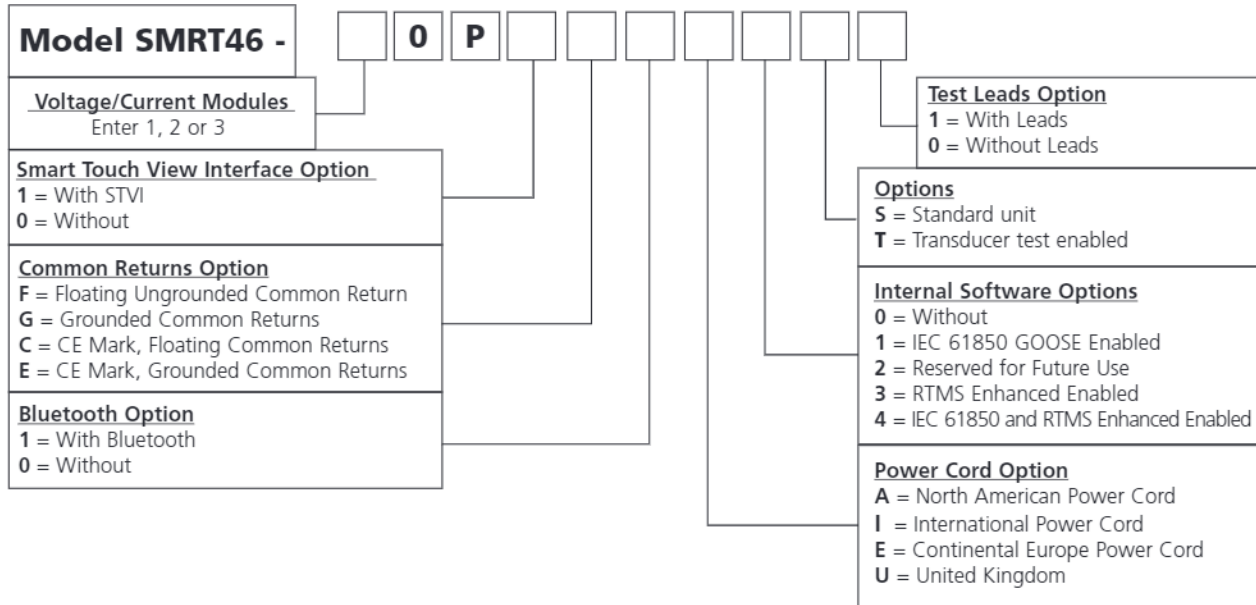 Model SMRT46 - 0 P
Voltage/Current Modules
Enter 1, 2 or 3
Smart Touch View Interface Option
1 = With STVI
0 = Without
Common Returns Option
F = Floating Ungrounded Common Return
G = Grounded Common Returns
C = CE Mark, Floating Common Returns
E = CE Mark, Grounded Common Returns
Bluetooth Option
1 = With Bluetooth
0 = Without
Test Leads Option
1 = With Leads
0 = Without Leads
Options
S = Standard unit
T = Transducer test enabled
Internal Software Options
0 = Without
1 = IEC 61850 GOOSE Enabled
2 = Reserved for Future Use
3 = RTMS Enhanced Enabled
4 = IEC 61850 and RTMS Enhanced Enabled
Power Cord Option
A = North American Power Cord
I = International Power Cord
E = Continental Europe Power Cord
U = United Kingdom